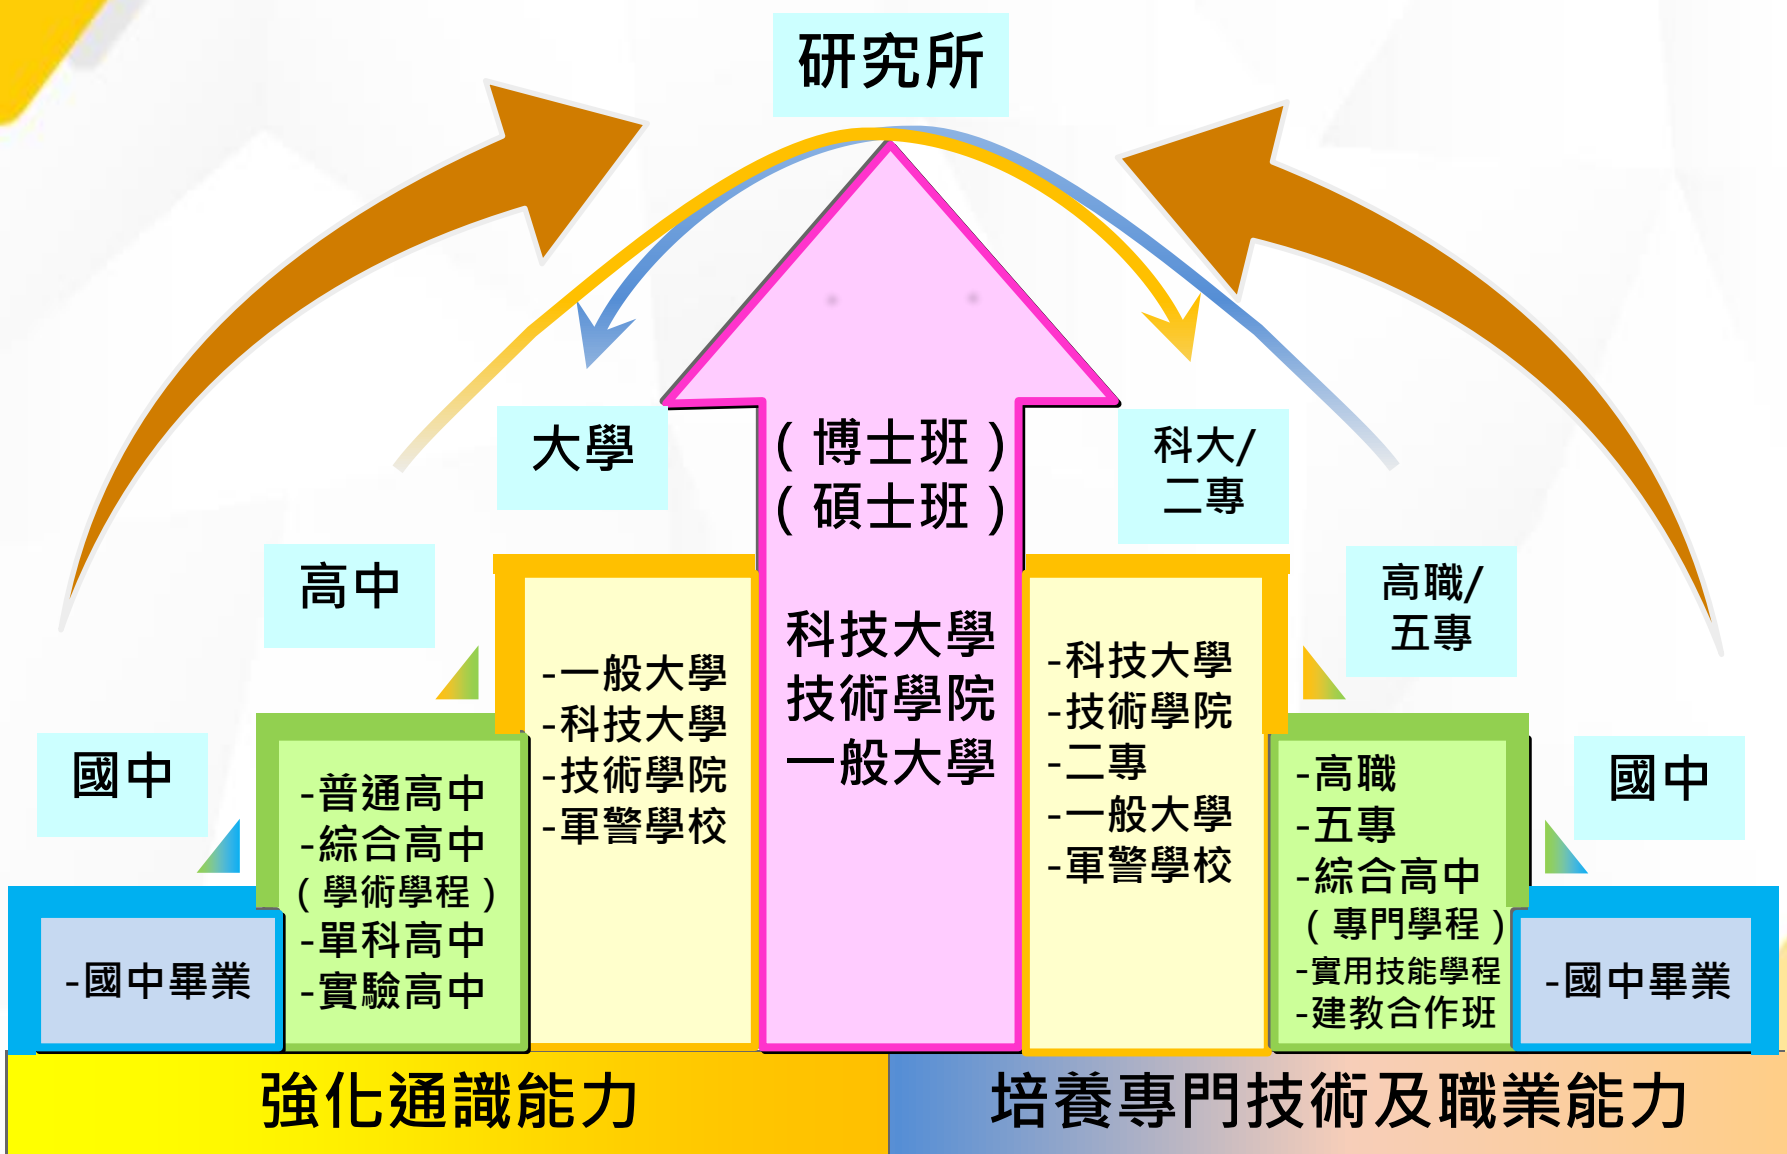 研究所
大學
(博士班)
(碩士班)
科技大學
技術學院
一般大學
科大/
二專
高中
-一般大學
-科技大學
-技術學院
-軍警學校
-科技大學
-技術學院
-二專
-一般大學
-軍警學校
高職/
五專
國中
-普通高中
-綜合高中
(學術學程)
-單科高中
-實驗高中
-高職
-五專
-綜合高中
(專門學程)
-實用技能學程
-建教合作班
國中
-國中畢業
-國中畢業
強化通識能力
培養專門技術及職業能力